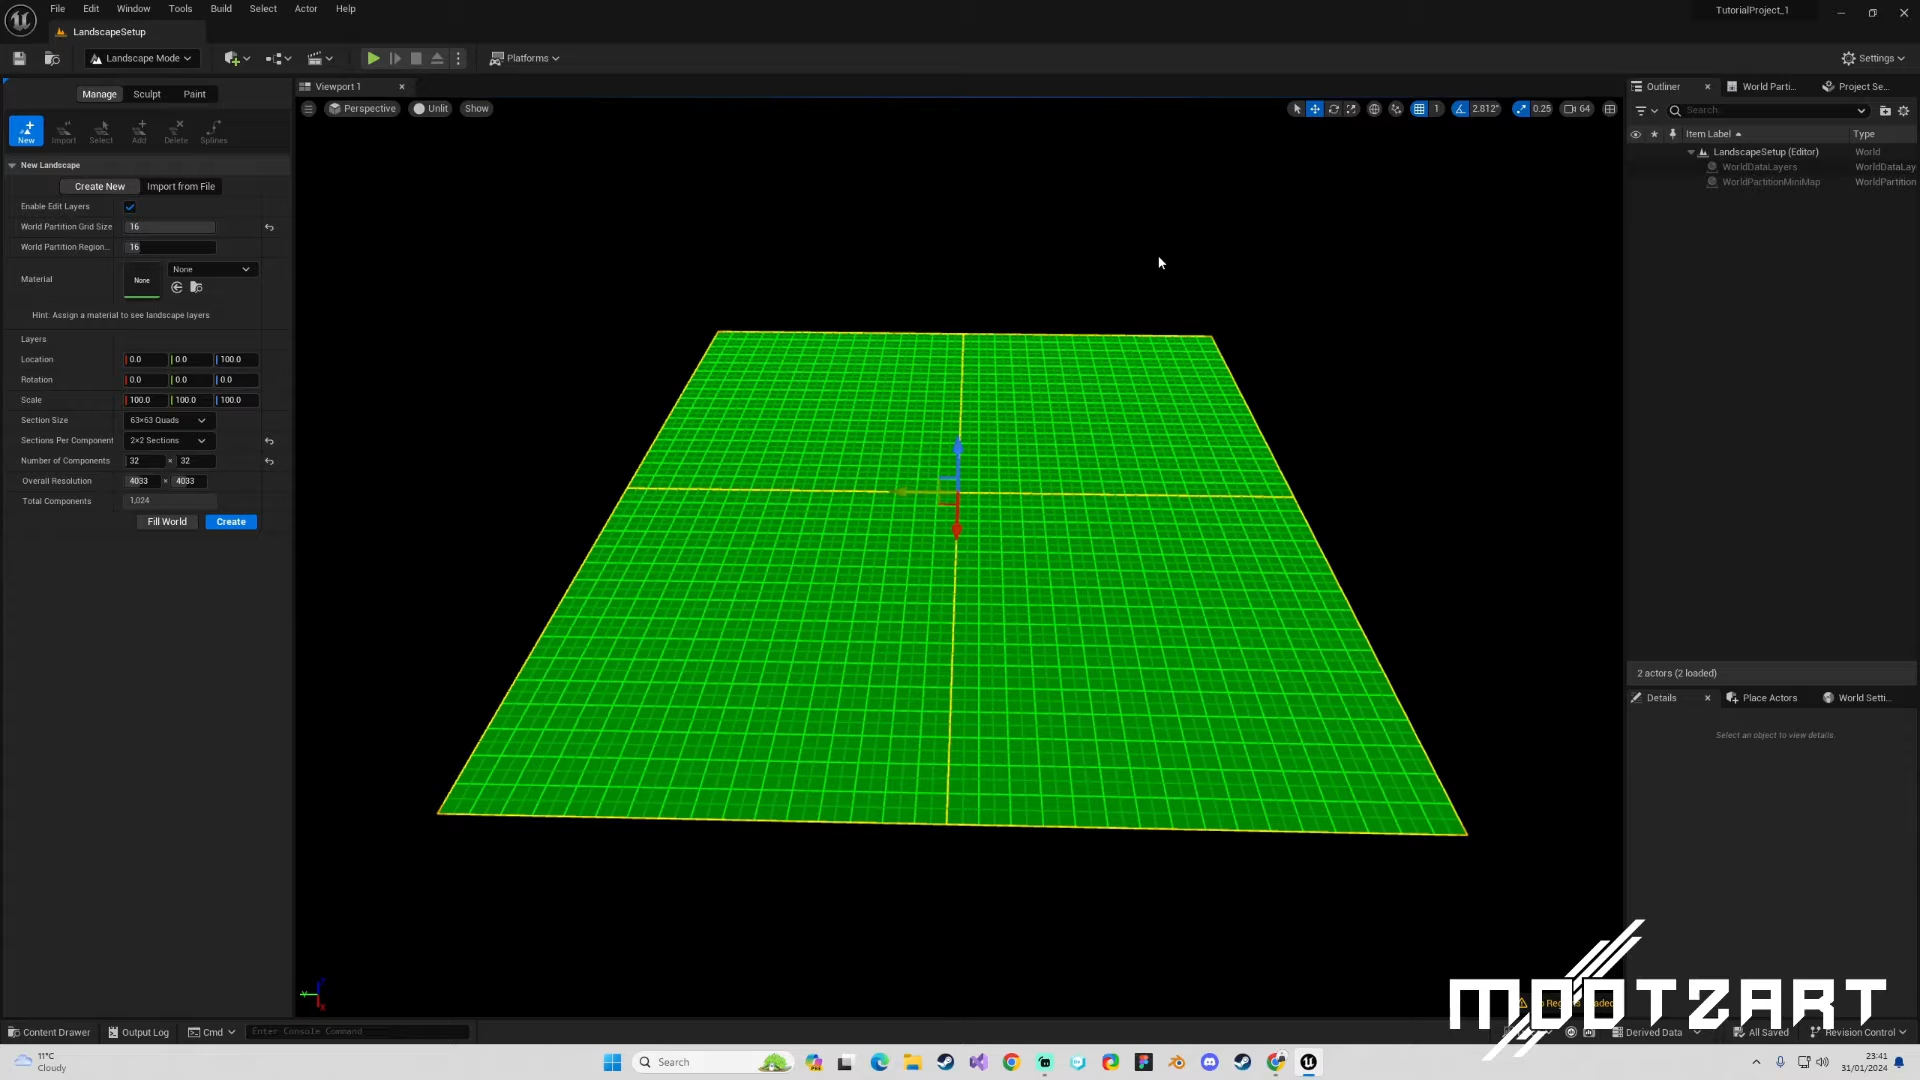 File Edit Window Tools Build Select Actor Help
TutorialProject_1
LandscapeSetup
Landscape Mode
Platforms
Settings
Manage Sculpt Paint
Viewport 1
Outliner
World Parti...
Project Se...
Perspective
Unlit
Show
1
2.812°
0.25
64
Search...
New Import Select Add Delete Splines
Item Label
Type
LandscapeSetup (Editor)
World
WorldDataLayers
WorldDataLay
WorldPartitionMiniMap
WorldPartition
New Landscape
Create New
Import from File
Enable Edit Layers
World Partition Grid Size
16
World Partition Region...
16
Material
None
None
Hint: Assign a material to see landscape layers
Layers
Location
0.0
0.0
100.0
Rotation
0.0
0.0
0.0
Scale
100.0
100.0
100.0
Section Size
63×63 Quads
Sections Per Component
2×2 Sections
Number of Components
32 × 32
Overall Resolution
4033 × 4033
Total Components
1,024
Fill World
Create
2 actors (2 loaded)
Details
Place Actors
World Setti...
Select an object to view details.
MOOTZART
Content Drawer
Output Log
Cmd
Enter Console Command
Derived Data
All Saved
Revision Control
11°C
Cloudy
Search
23:41
31/01/2024